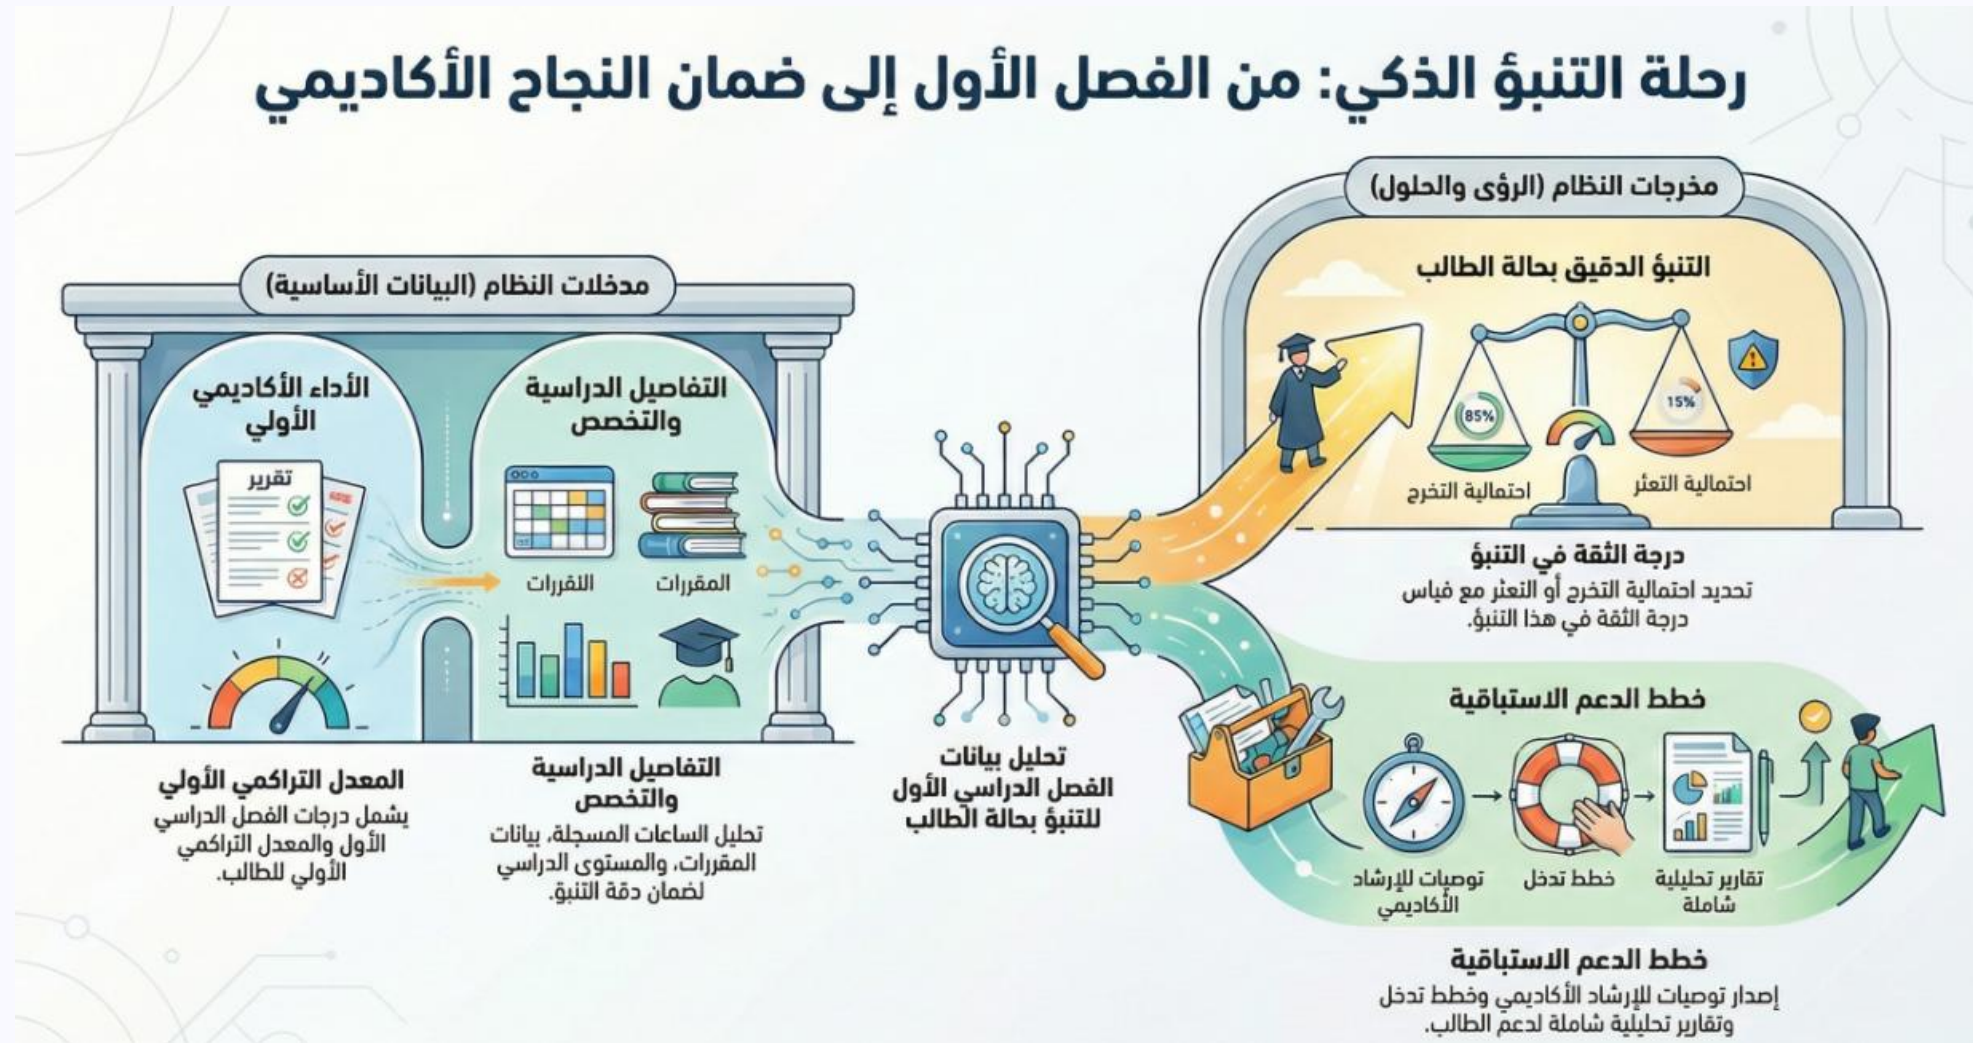 رحلة التنبؤ الذكي: من الفصل الأول إلى ضمان النجاح الأكاديمي
مدخلات النظام (البيانات الأساسية)
الأداء الأكاديمي
الأولي
تقرير
المعدل التراكمي الأولي
يشمل درجات الفصل الدراسي
الأول والمعدل التراكمي
الأولي للطالب.
التفاصيل الدراسية
والتخصص
المقررات
التقررات
التفاصيل الدراسية
والتخصص
تحليل الساعات المسجلة، بيانات
المقررات، والمستوى الدراسي
لضمان دقة التنبؤ.
تحليل بيانات
الفصل الدراسي الأول
للتنبؤ بحالة الطالب
مخرجات النظام (الرؤى والحلول)
التنبؤ الدقيق بحالة الطالب
85%
15%
احتمالية التعثر
احتمالية التخرج
درجة الثقة في التنبؤ
تحديد احتمالية التخرج أو التعثر مع قياس
درجة الثقة في هذا التنبؤ.
خطط الدعم الاستباقية
توصيات للإرشاد
الأكاديمي
خطط تدخل
تقارير تحليلية
شاملة
خطط الدعم الاستباقية
إصدار توصيات للإرشاد الأكاديمي وخطط تدخل
وتقارير تحليلية شاملة لدعم الطالب.